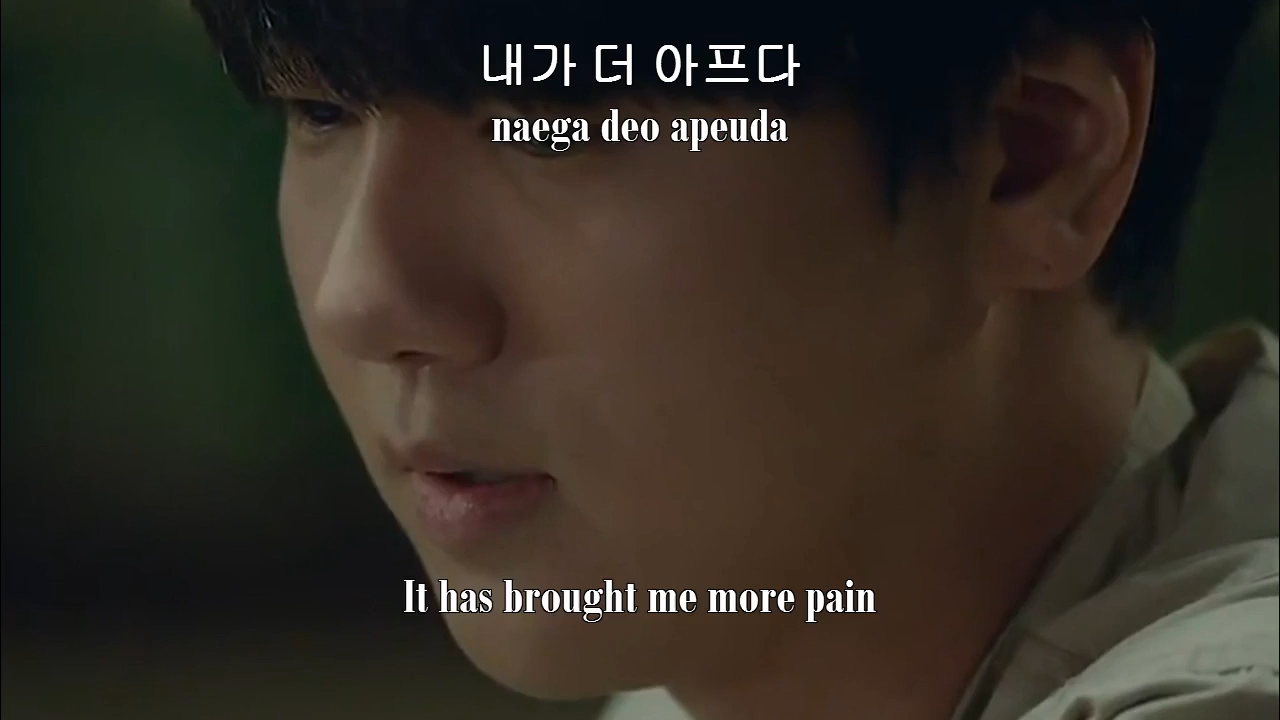 내가 더 아프다
naega deo apeuda
It has brought me more pain